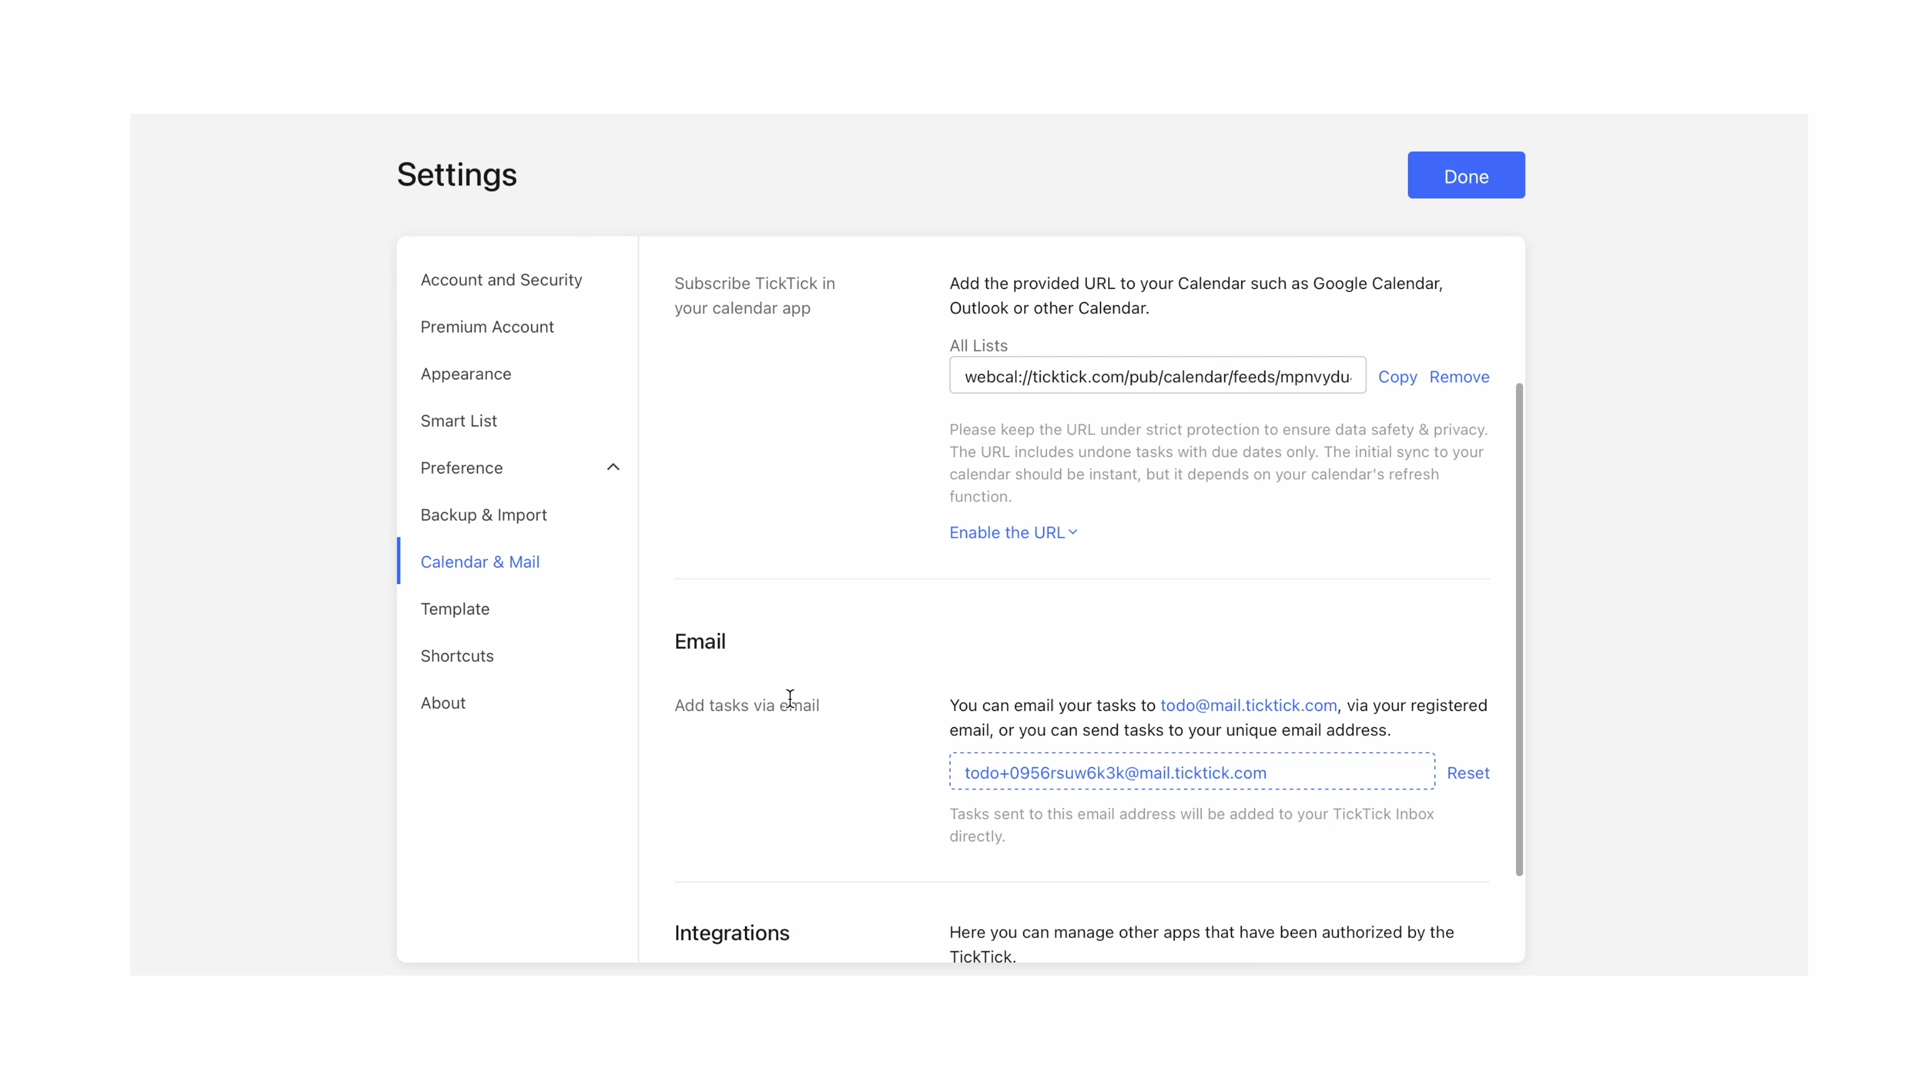 Settings
Done
Account and Security
Premium Account
Appearance
Smart List
Preference
Backup & Import
Calendar & Mail
Template
Shortcuts
About
Subscribe TickTick in
your calendar app
Add the provided URL to your Calendar such as Google Calendar,
Outlook or other Calendar.
All Lists
webcal://ticktick.com/pub/calendar/feeds/mpnvydu
Copy Remove
Please keep the URL under strict protection to ensure data safety & privacy.
The URL includes undone tasks with due dates only. The initial sync to your
calendar should be instant, but it depends on your calendar's refresh
function.
Enable the URL
Email
Add tasks via email
You can email your tasks to todo@mail.ticktick.com, via your registered
email, or you can send tasks to your unique email address.
todo+0956rsuw6k3k@mail.ticktick.com
Reset
Tasks sent to this email address will be added to your TickTick Inbox
directly.
Integrations
Here you can manage other apps that have been authorized by the
TickTick.